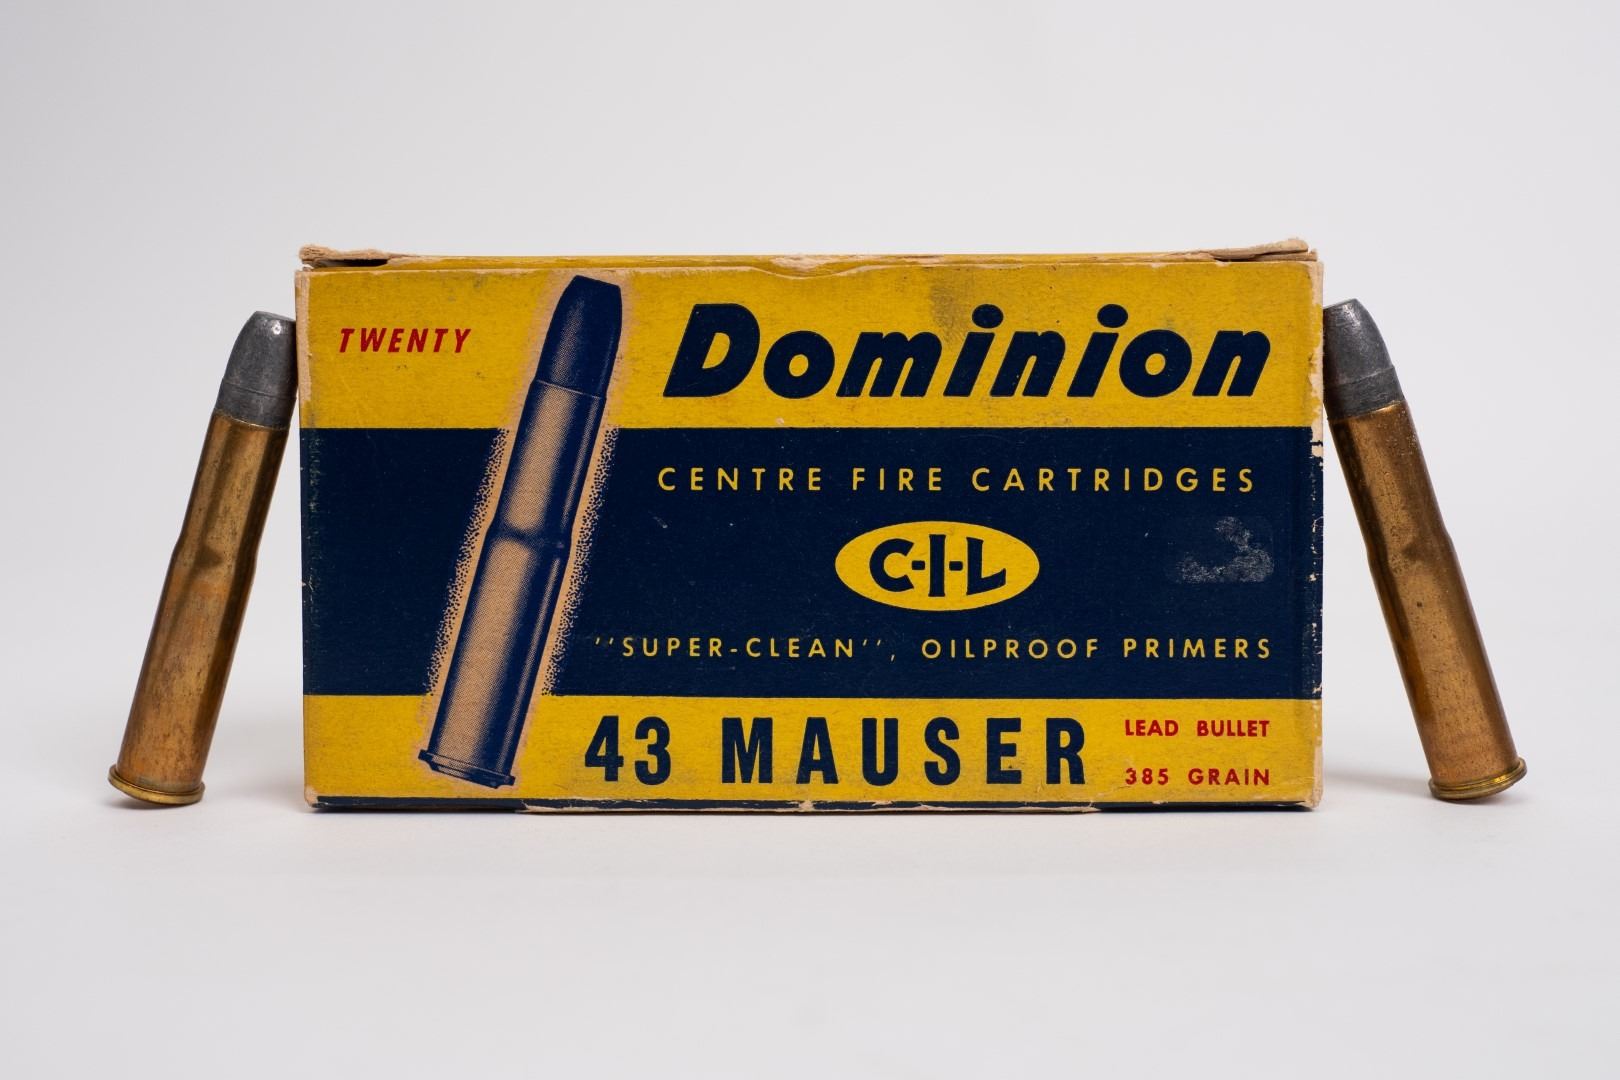 TWENTY
Dominion
CENTRE FIRE CARTRIDGES
C-I-L
''SUPER-CLEAN'', OILPROOF PRIMERS
43 MAUSER
LEAD BULLET
385 GRAIN